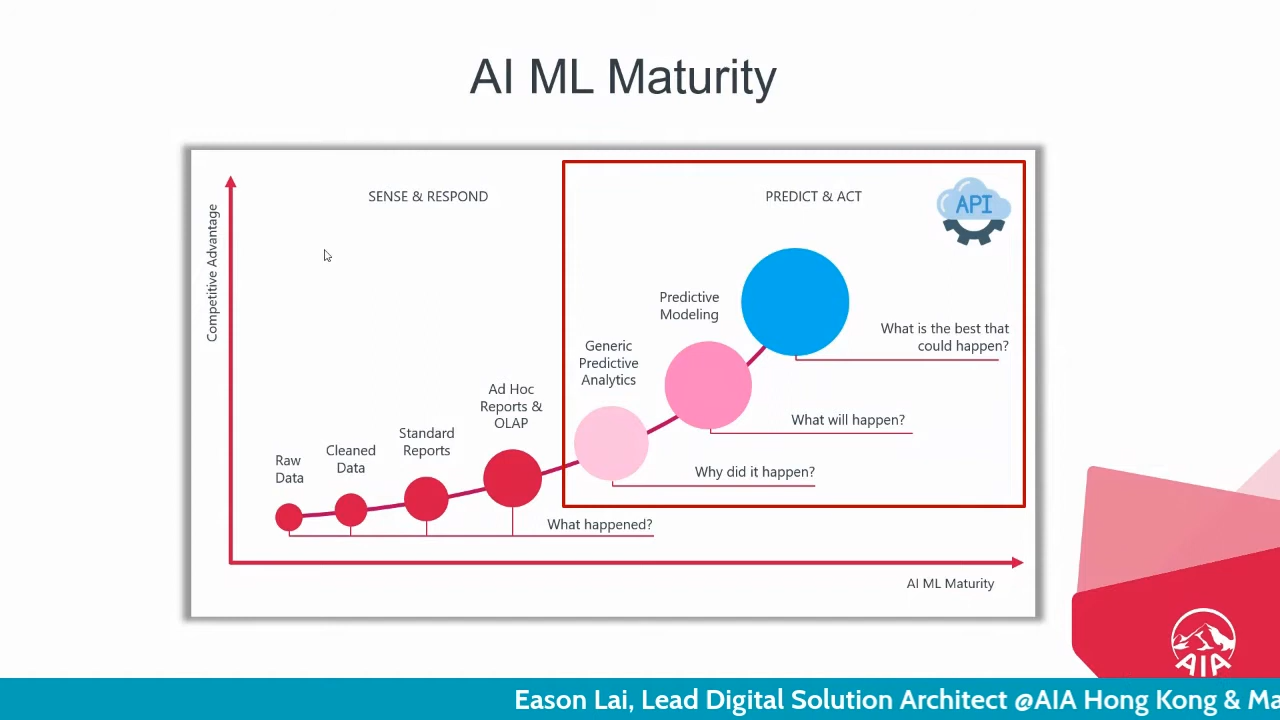 AI ML Maturity
SENSE & RESPOND
PREDICT & ACT
API
Competitive Advantage
Predictive
Modeling
What is the best that
could happen?
Generic
Predictive
Analytics
Ad Hoc
Reports &
OLAP
What will happen?
Standard
Reports
Cleaned
Data
Raw
Data
Why did it happen?
What happened?
AI ML Maturity
AIA
Eason Lai, Lead Digital Solution Architect @AIA Hong Kong & Ma